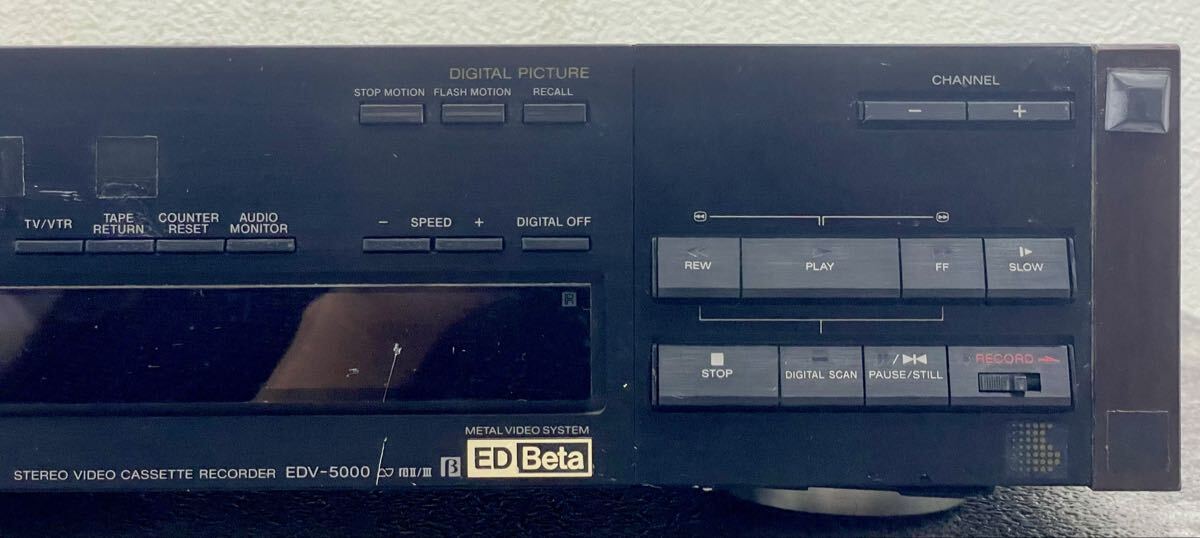 DIGITAL PICTURE
STOP MOTION FLASH MOTION RECALL
CHANNEL
− +
TV/VTR TAPE RETURN COUNTER RESET AUDIO MONITOR
− SPEED + DIGITAL OFF
REW PLAY FF SLOW
STOP DIGITAL SCAN PAUSE/STILL RECORD
METAL VIDEO SYSTEM
STEREO VIDEO CASSETTE RECORDER EDV-5000 βII/III β ED Beta